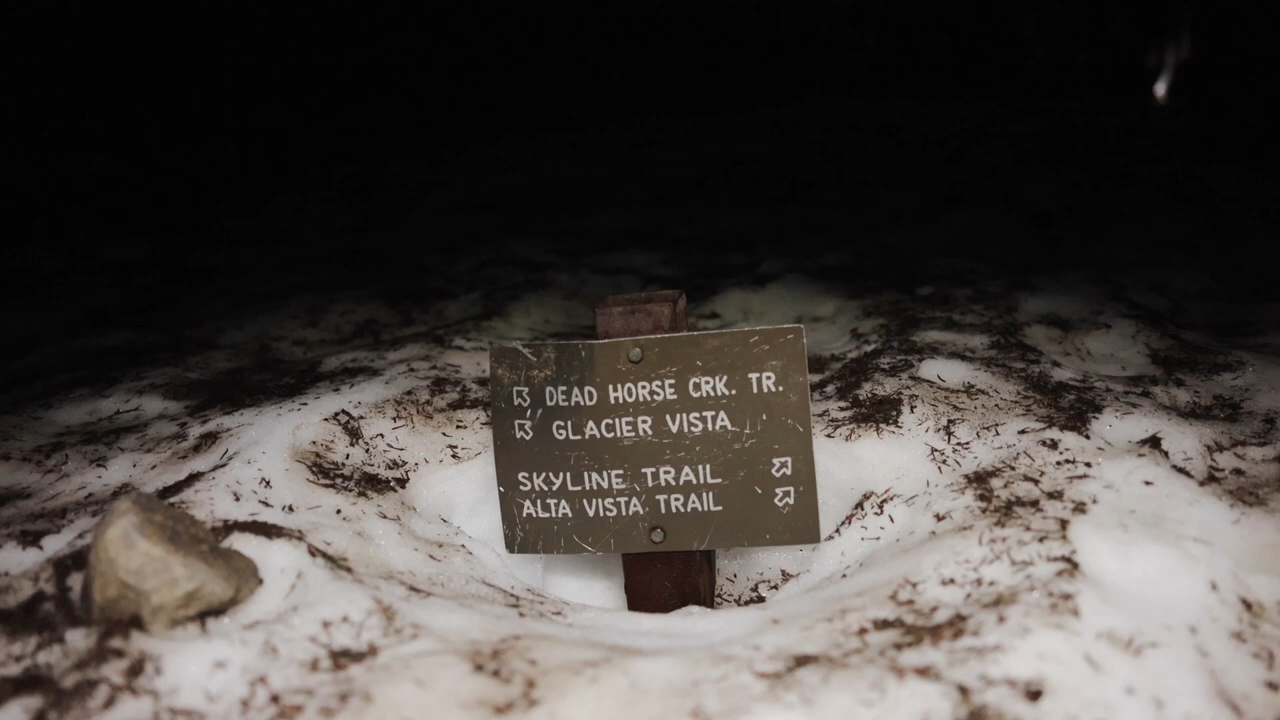 DEAD HORSE CRK. TR.
GLACIER VISTA
SKYLINE TRAIL
ALTA VISTA TRAIL